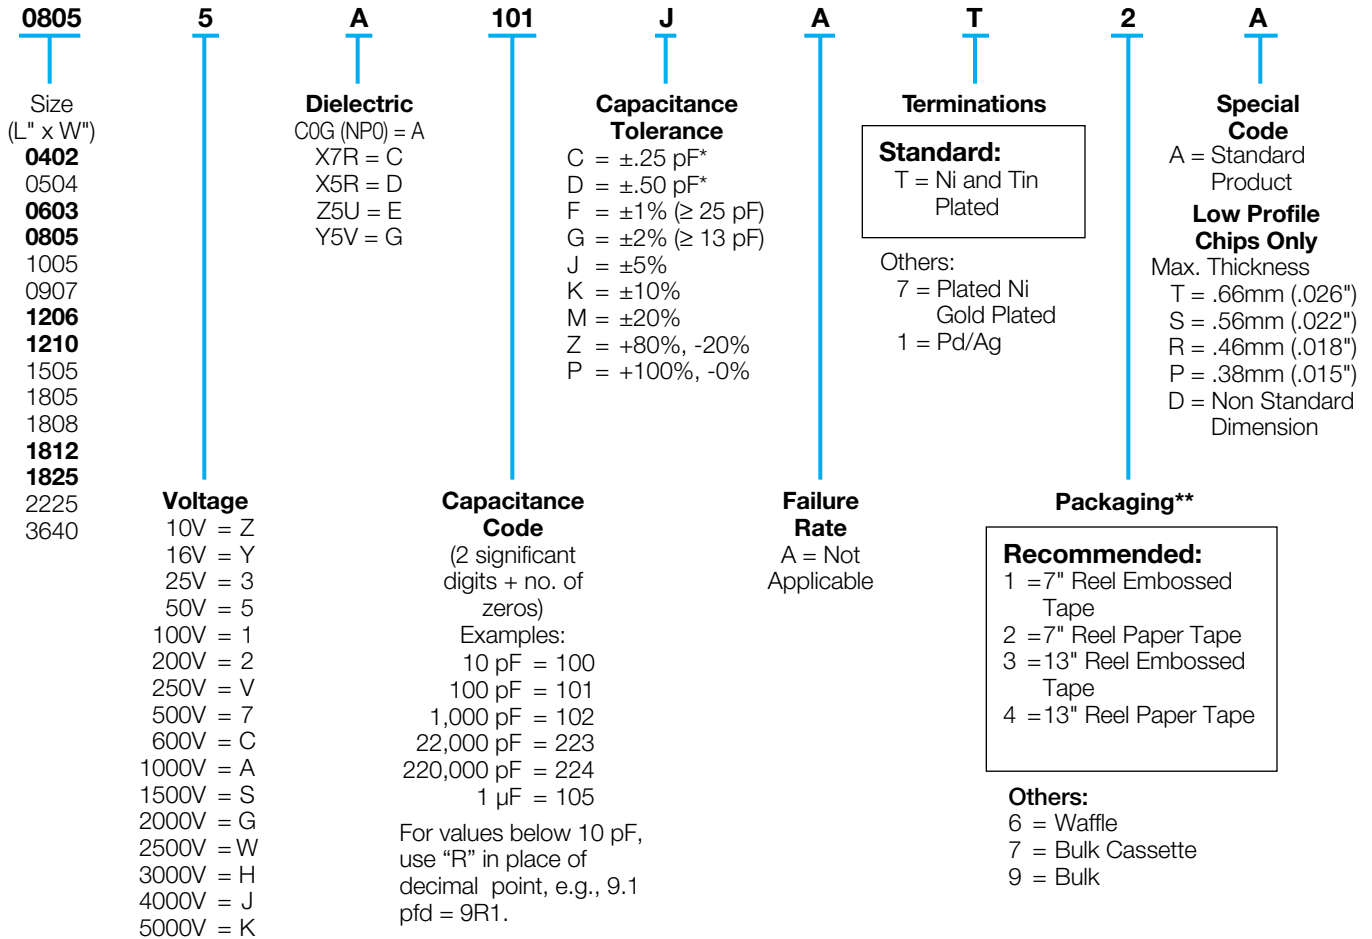 0805 5 A 101 J A T 2 A
Size
(L" x W")
0402
0504
0603
0805
1005
0907
1206
1210
1505
1805
1808
1812
1825
2225
3640
Dielectric
C0G (NP0) = A
X7R = C
X5R = D
Z5U = E
Y5V = G
Capacitance
Tolerance
C = ±.25 pF*
D = ±.50 pF*
F = ±1% (≥ 25 pF)
G = ±2% (≥ 13 pF)
J = ±5%
K = ±10%
M = ±20%
Z = +80%, -20%
P = +100%, -0%
Terminations
Standard:
T = Ni and Tin
Plated
Others:
7 = Plated Ni
Gold Plated
1 = Pd/Ag
Special
Code
A = Standard
Product
Low Profile
Chips Only
Max. Thickness
T = .66mm (.026")
S = .56mm (.022")
R = .46mm (.018")
P = .38mm (.015")
D = Non Standard
Dimension
Voltage
10V = Z
16V = Y
25V = 3
50V = 5
100V = 1
200V = 2
250V = V
500V = 7
600V = C
1000V = A
1500V = S
2000V = G
2500V = W
3000V = H
4000V = J
5000V = K
Capacitance
Code
(2 significant
digits + no. of
zeros)
Examples:
10 pF = 100
100 pF = 101
1,000 pF = 102
22,000 pF = 223
220,000 pF = 224
1 µF = 105
For values below 10 pF,
use “R” in place of
decimal point, e.g., 9.1
pfd = 9R1.
Failure
Rate
A = Not
Applicable
Packaging**
Recommended:
1 =7" Reel Embossed
Tape
2 =7" Reel Paper Tape
3 =13" Reel Embossed
Tape
4 =13" Reel Paper Tape
Others:
6 = Waffle
7 = Bulk Cassette
9 = Bulk